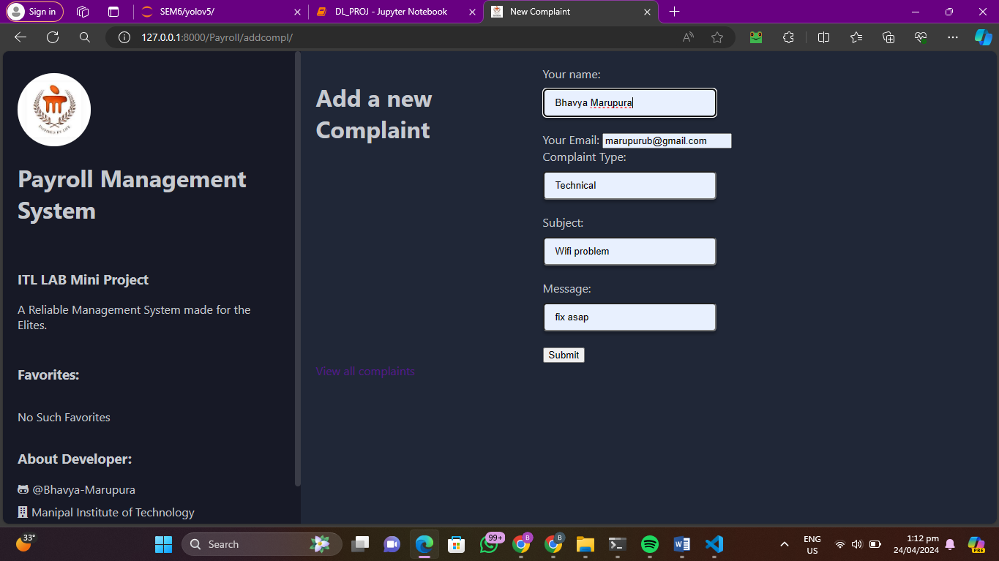 Sign in
SEM6/yolov5/
DL_PROJ - Jupyter Notebook
New Complaint
127.0.0.1:8000/Payroll/addcompl/
INSPIRED BY LIFE
Payroll Management
System
ITL LAB Mini Project
A Reliable Management System made for the
Elites.
Favorites:
No Such Favorites
About Developer:
@Bhavya-Marupura
Manipal Institute of Technology
Add a new
Complaint
View all complaints
Your name:
Bhavya Marupura
Your Email: marupurub@gmail.com
Complaint Type:
Technical
Subject:
Wifi problem
Message:
fix asap
Submit
33°
Search
99+
B
B
ENG
US
1:12 pm
24/04/2024
PRE